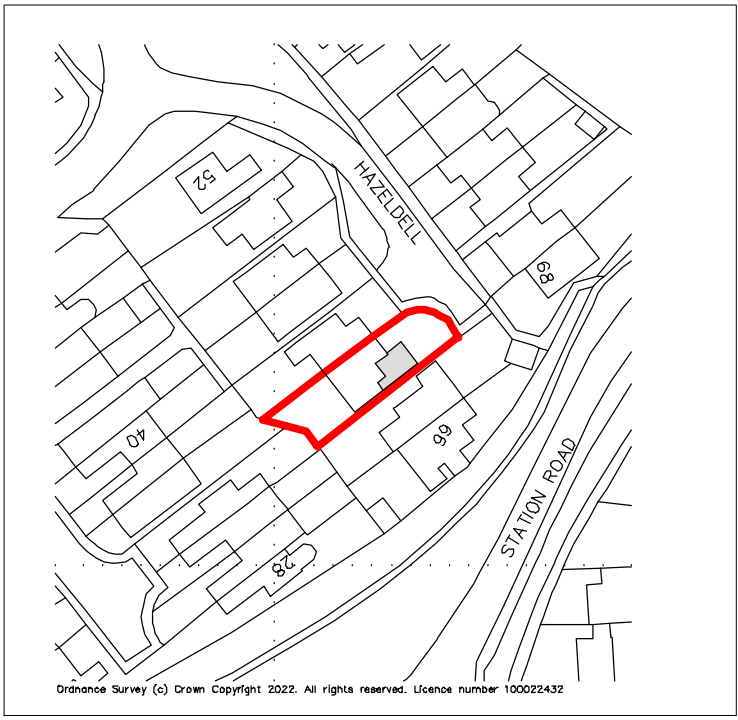 52
HAZELDELL
68
40
66
STATION ROAD
28
Ordnance Survey (c) Crown Copyright 2022. All rights reserved. Licence number 100022432